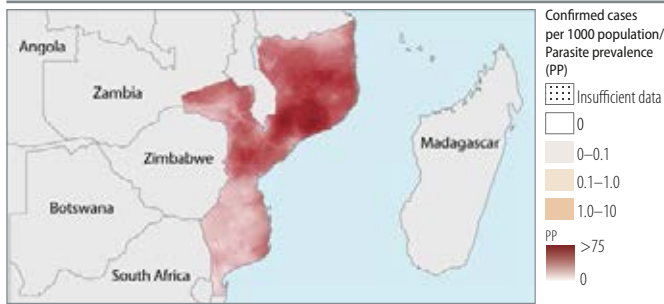 Angola
Zambia
Zimbabwe
Botswana
South Africa
Madagascar
Confirmed cases
per 1000 population/
Parasite prevalence
(PP)
Insufficient data
0
0–0.1
0.1–1.0
1.0–10
PP
>75
0